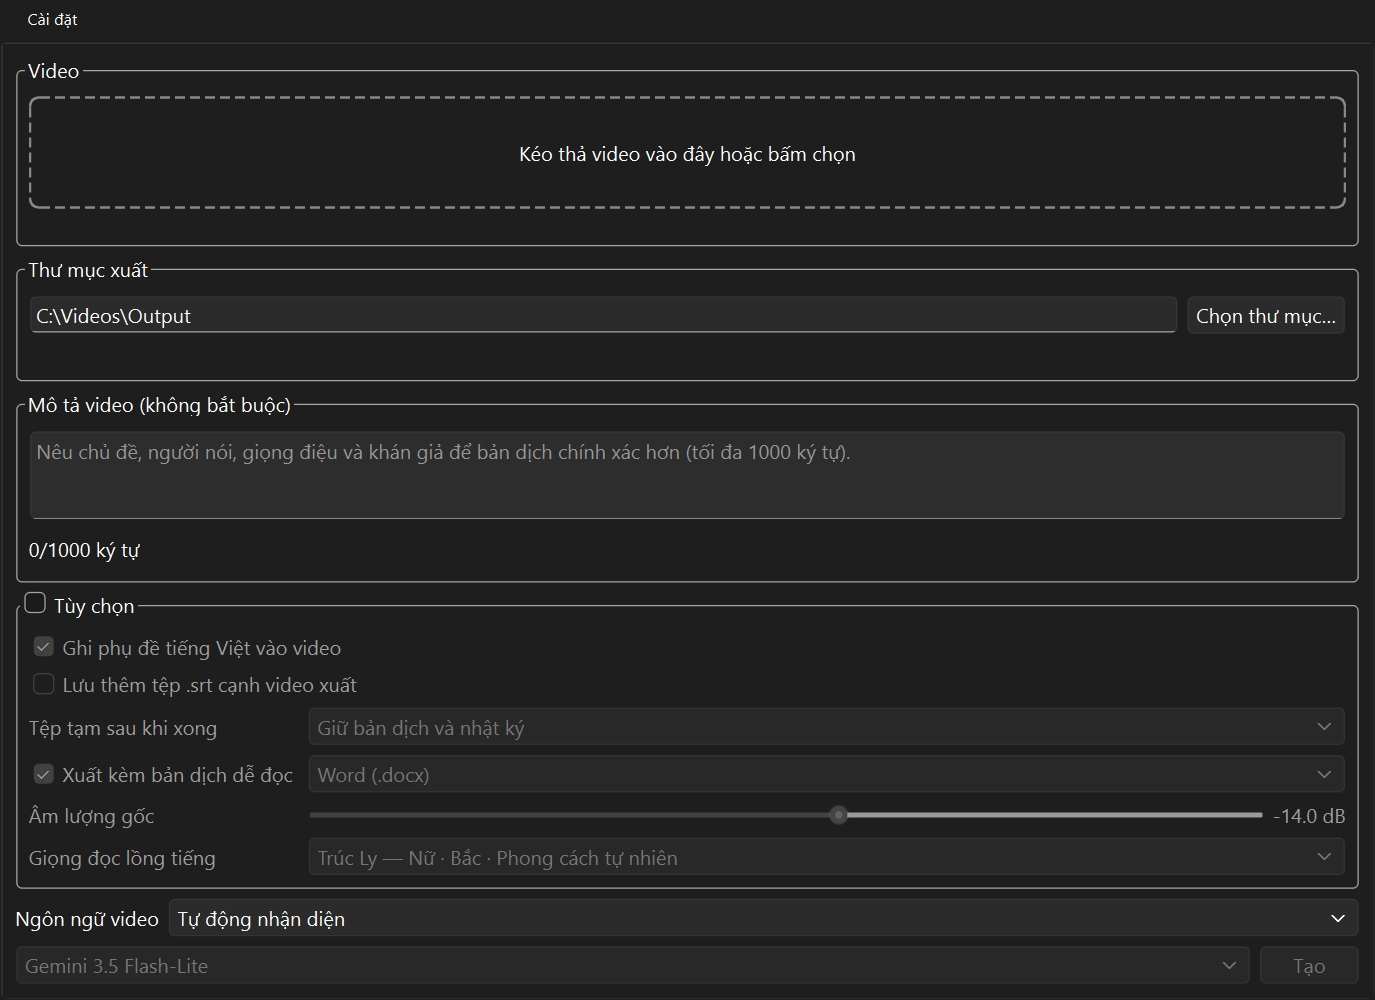 Cài đặt
Video
Kéo thả video vào đây hoặc bấm chọn
Thư mục xuất
C:\Videos\Output
Chọn thư mục...
Mô tả video (không bắt buộc)
Nêu chủ đề, người nói, giọng điệu và khán giả để bản dịch chính xác hơn (tối đa 1000 ký tự).
0/1000 ký tự
Tùy chọn
Ghi phụ đề tiếng Việt vào video
Lưu thêm tệp .srt cạnh video xuất
Tệp tạm sau khi xong
Giữ bản dịch và nhật ký
Xuất kèm bản dịch dễ đọc
Word (.docx)
Âm lượng gốc
-14.0 dB
Giọng đọc lồng tiếng
Trúc Ly — Nữ · Bắc · Phong cách tự nhiên
Ngôn ngữ video
Tự động nhận diện
Gemini 3.5 Flash-Lite
Tạo